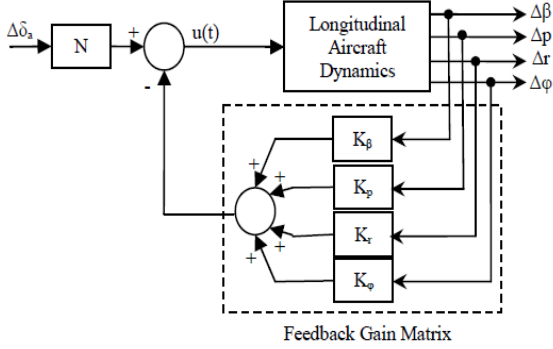 Δδₐ
N
+
-
u(t)
Longitudinal
Aircraft
Dynamics
Δβ
Δp
Δr
Δφ
Kᵦ
+
Kₚ
+
Kᵣ
+
K𝜑
+
Feedback Gain Matrix